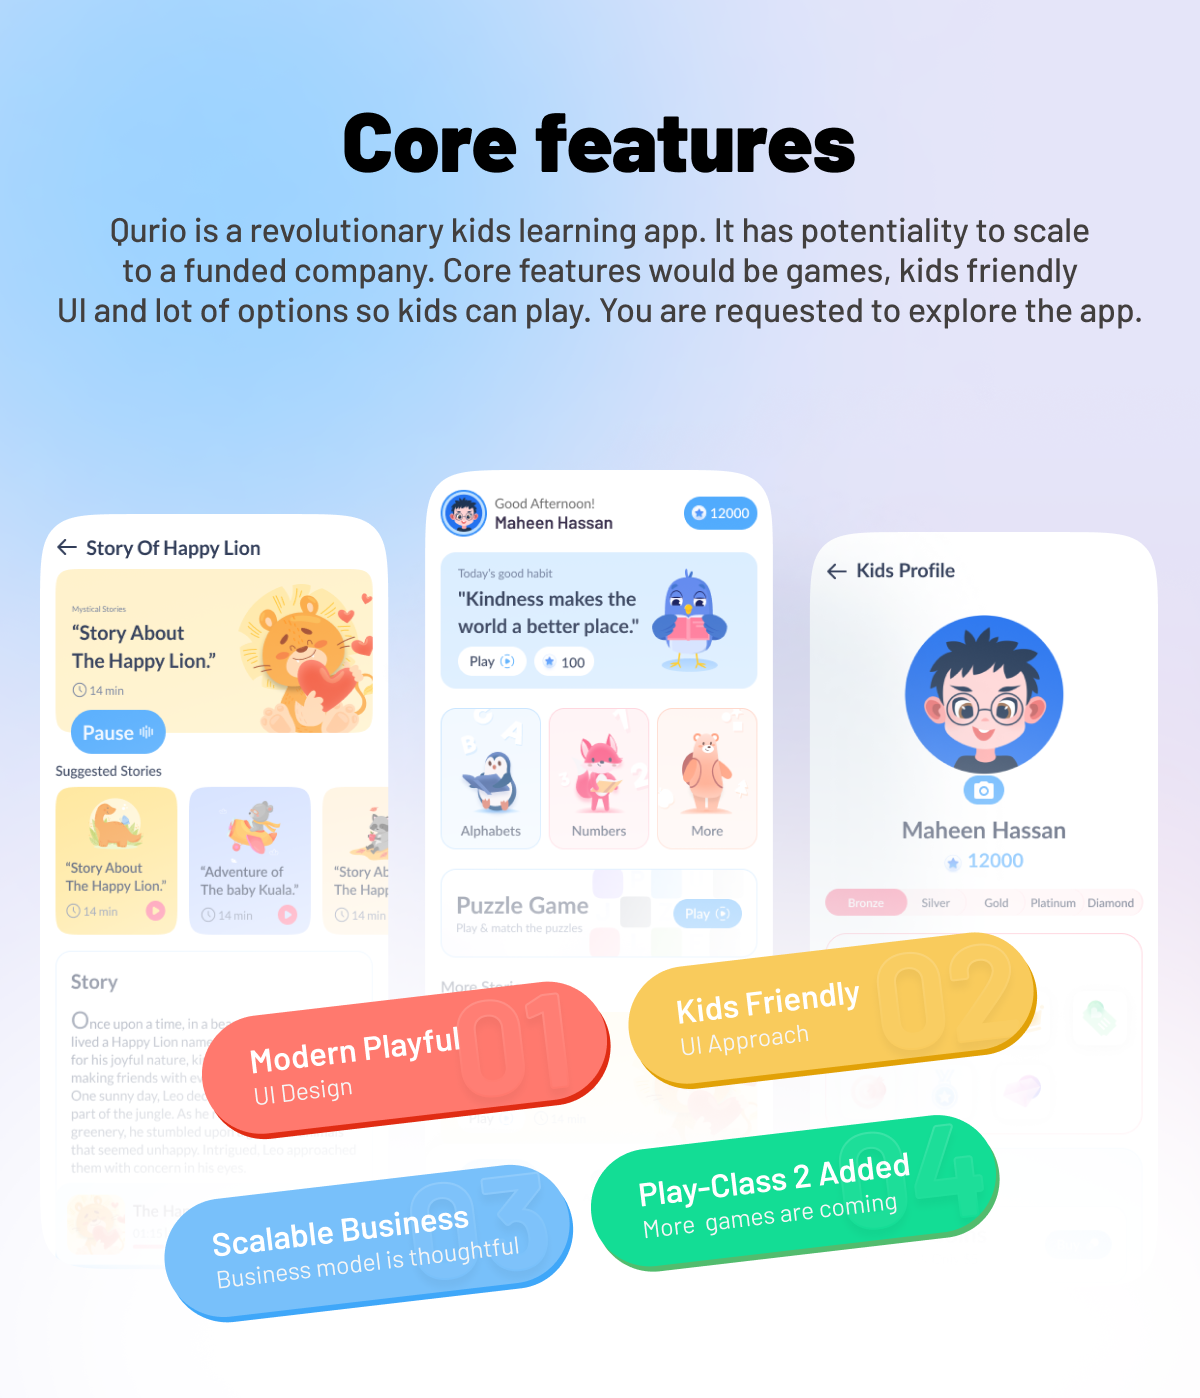 Core features
Qurio is a revolutionary kids learning app. It has potentiality to scale
to a funded company. Core features would be games, kids friendly
UI and lot of options so kids can play. You are requested to explore the app.
Story Of Happy Lion
Mystical Stories
“Story About
The Happy Lion.”
14 min
Pause
Suggested Stories
“Story About
The Happy Lion.”
14 min
“Adventure of
The baby Kuala.”
14 min
“Story Ab
The Happ
14 min
Story
Once upon a time, in a bea
lived a Happy Lion name
for his joyful nature, ki
making friends with ev
One sunny day, Leo dec
part of the jungle. As he
greenery, he stumbled upon
that seemed unhappy. Intrigued, Leo approached
them with concern in his eyes.
The Hap
Good Afternoon!
Maheen Hassan
12000
Today's good habit
"Kindness makes the
world a better place."
Play
100
Alphabets
Numbers
More
Puzzle Game
Play & match the puzzles
Play
More Stori
Kids Profile
Maheen Hassan
12000
Bronze
Silver
Gold
Platinum
Diamond
01
Modern Playful
UI Design
02
Kids Friendly
UI Approach
03
Scalable Business
Business model is thoughtful
04
Play-Class 2 Added
More games are coming